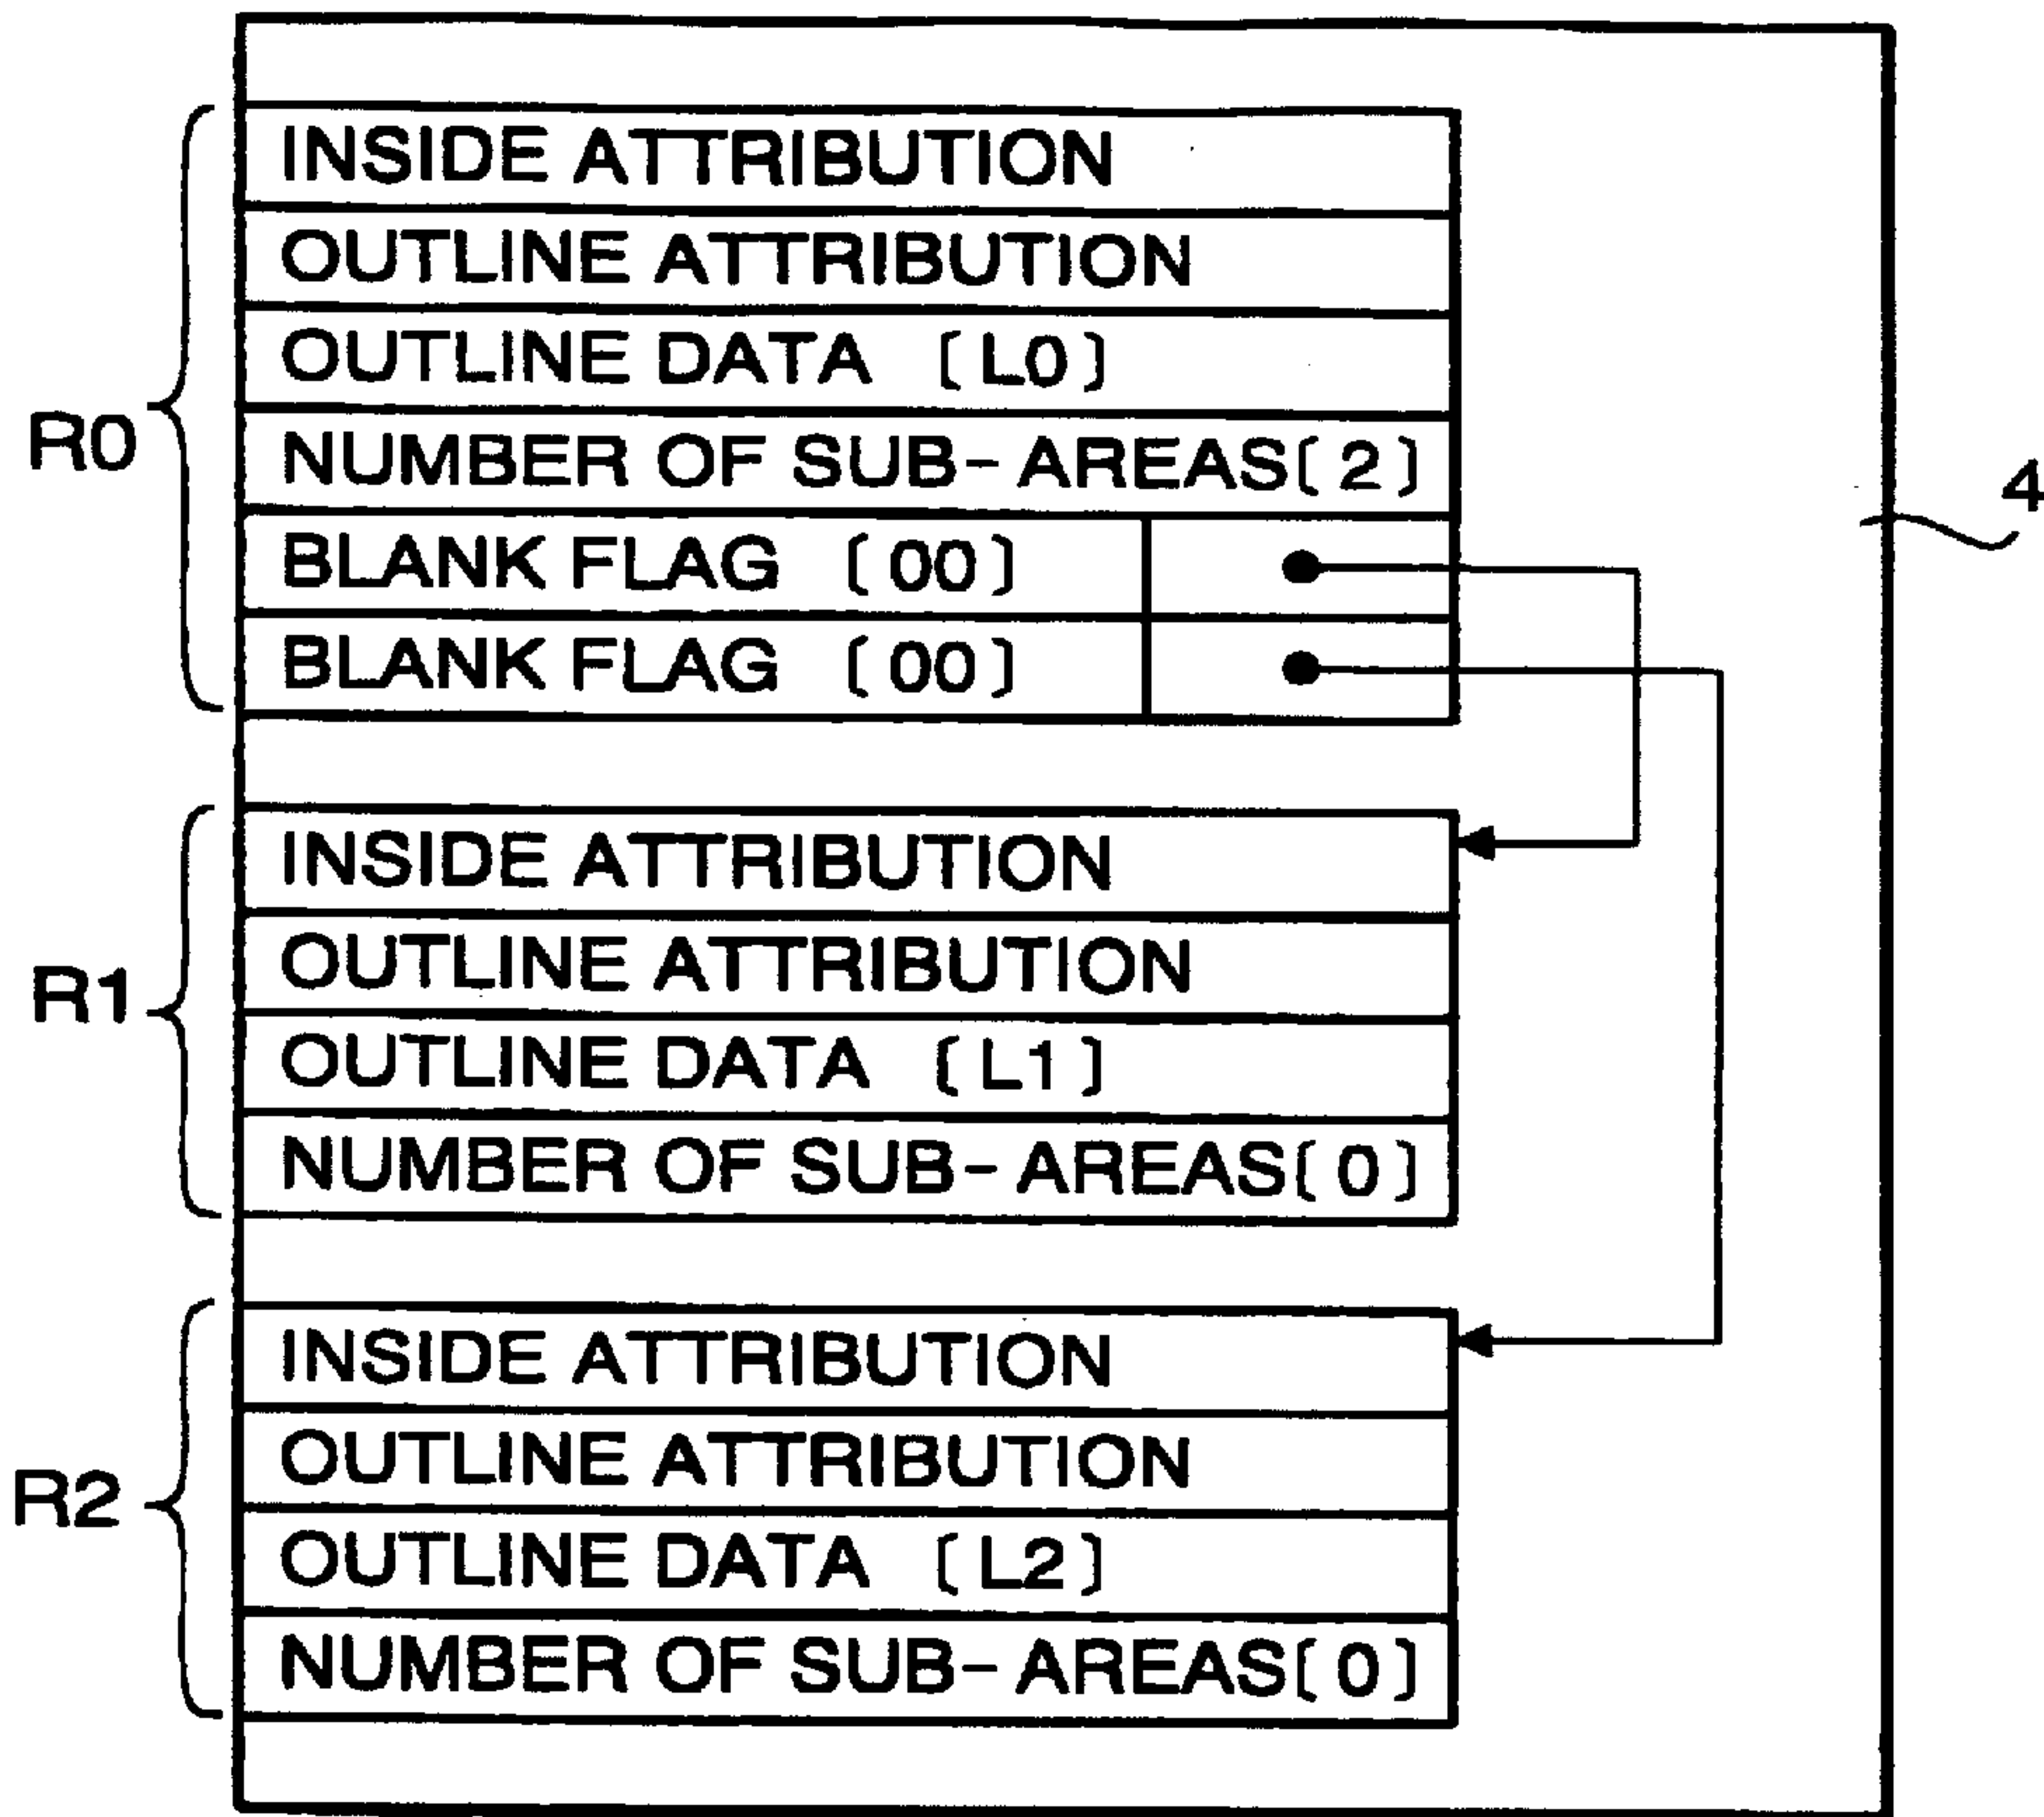 R0
INSIDE ATTRIBUTION
OUTLINE ATTRIBUTION
OUTLINE DATA [L0]
NUMBER OF SUB-AREAS[2]
BLANK FLAG [00]
BLANK FLAG [00]
4
R1
INSIDE ATTRIBUTION
OUTLINE ATTRIBUTION
OUTLINE DATA [L1]
NUMBER OF SUB-AREAS[0]
R2
INSIDE ATTRIBUTION
OUTLINE ATTRIBUTION
OUTLINE DATA [L2]
NUMBER OF SUB-AREAS[0]